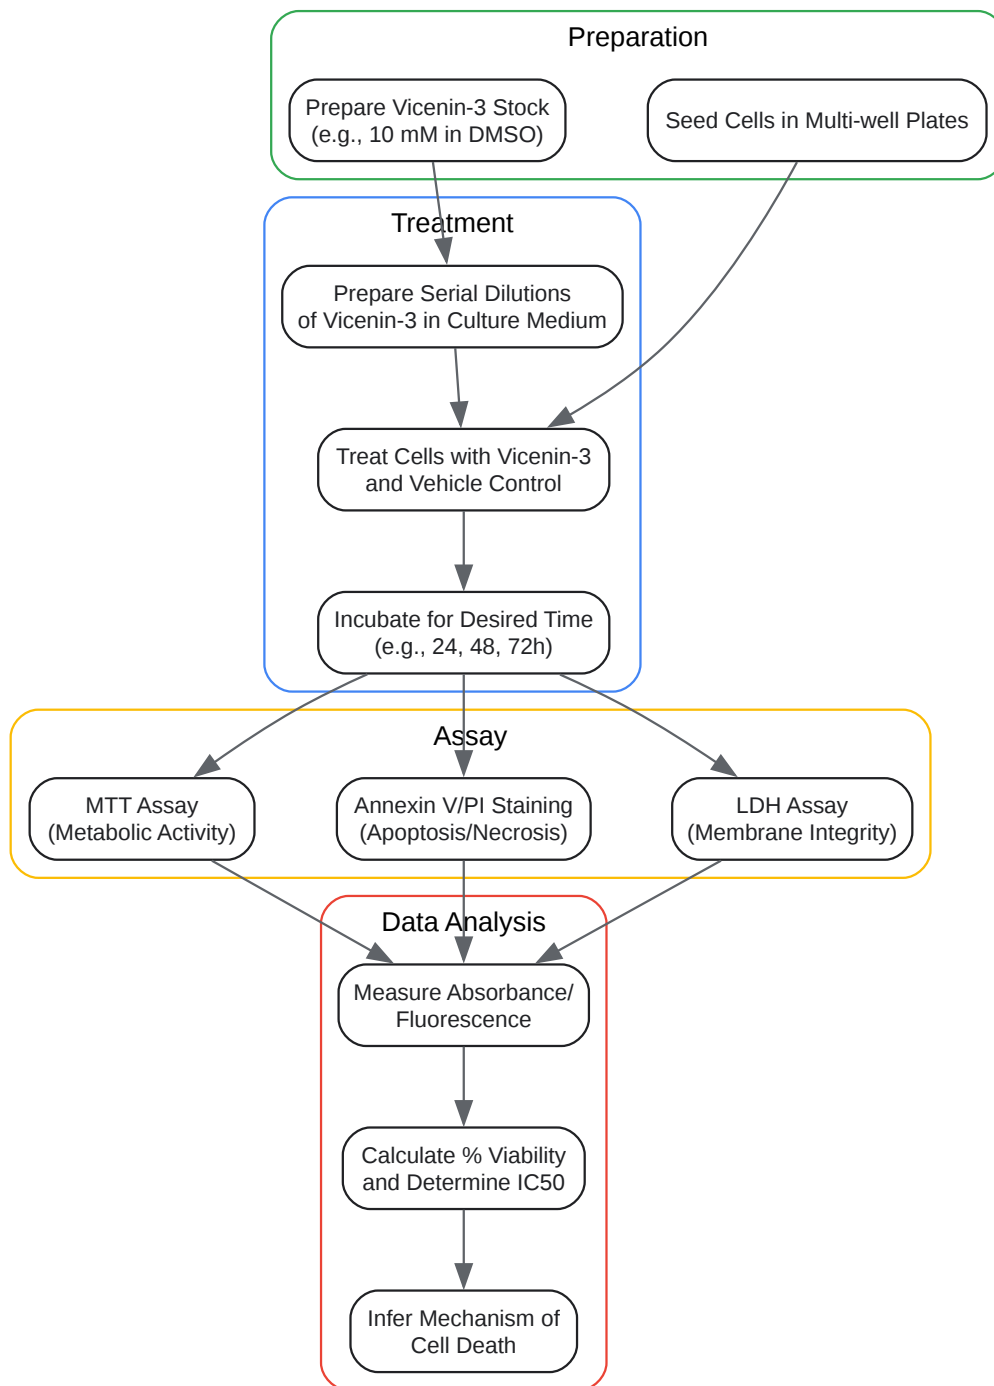 Preparation
Prepare Vicenin-3 Stock
(e.g., 10 mM in DMSO)
Seed Cells in Multi-well Plates
Treatment
Prepare Serial Dilutions
of Vicenin-3 in Culture Medium
Treat Cells with Vicenin-3
and Vehicle Control
Incubate for Desired Time
(e.g., 24, 48, 72h)
Assay
MTT Assay
(Metabolic Activity)
Annexin V/PI Staining
(Apoptosis/Necrosis)
LDH Assay
(Membrane Integrity)
Data Analysis
Measure Absorbance/
Fluorescence
Calculate % Viability
and Determine IC50
Infer Mechanism of
Cell Death